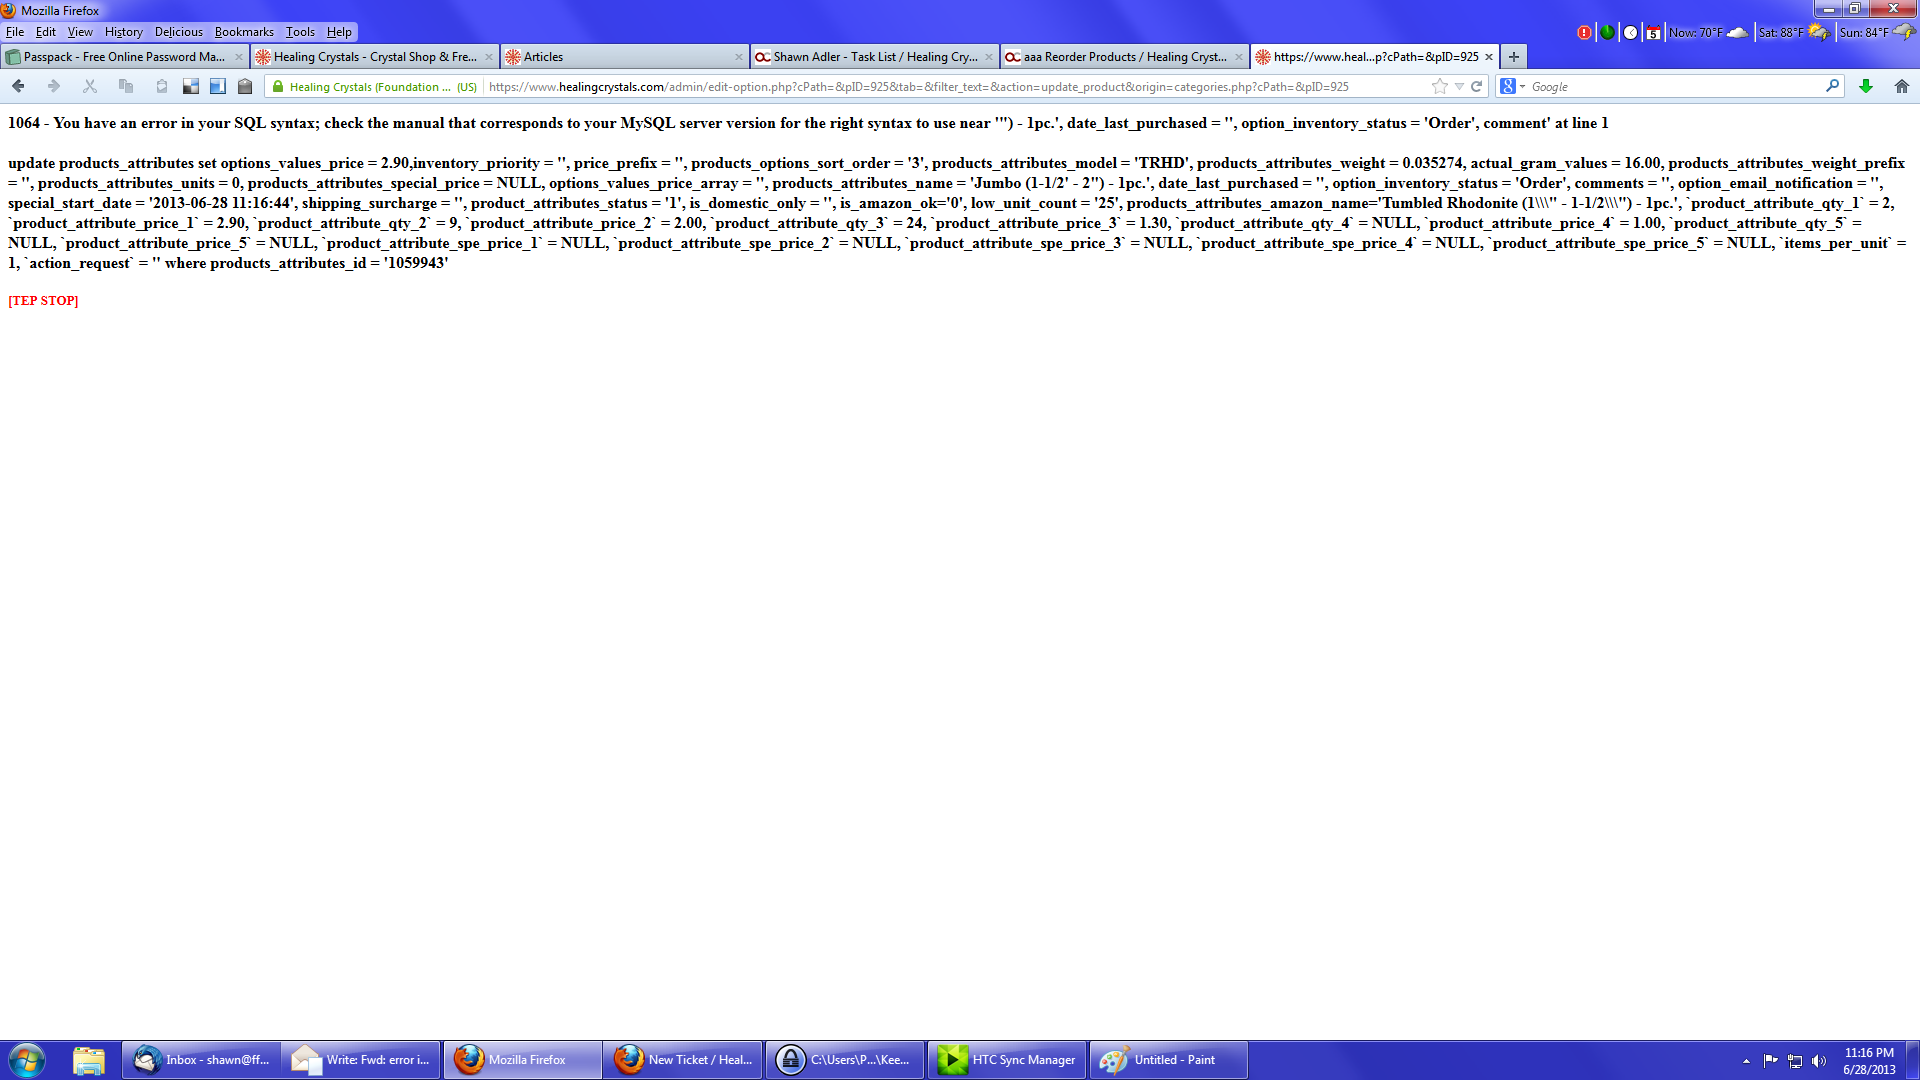 Mozilla Firefox
File Edit View History Delicious Bookmarks Tools Help
5 Now: 70°F Sat: 88°F Sun: 84°F
Passpack - Free Online Password Ma...
Healing Crystals - Crystal Shop & Fre...
Articles
Shawn Adler - Task List / Healing Cry...
aaa Reorder Products / Healing Cryst...
https://www.heal...p?cPath=&pID=925
Healing Crystals (Foundation ... (US)
https://www.healingcrystals.com/admin/edit-option.php?cPath=&pID=925&tab=&filter_text=&action=update_product&origin=categories.php?cPath=&pID=925
Google
1064 - You have an error in your SQL syntax; check the manual that corresponds to your MySQL server version for the right syntax to use near '") - 1pc.', date_last_purchased = '', option_inventory_status = 'Order', comment' at line 1
update products_attributes set options_values_price = 2.90,inventory_priority = '', price_prefix = '', products_options_sort_order = '3', products_attributes_model = 'TRHD', products_attributes_weight = 0.035274, actual_gram_values = 16.00, products_attributes_weight_prefix
= '', products_attributes_units = 0, products_attributes_special_price = NULL, options_values_price_array = '', products_attributes_name = 'Jumbo (1-1/2' - 2'') - 1pc.', date_last_purchased = '', option_inventory_status = 'Order', comments = '', option_email_notification = '',
special_start_date = '2013-06-28 11:16:44', shipping_surcharge = '', product_attributes_status = '1', is_domestic_only = '', is_amazon_ok='0', low_unit_count = '25', products_attributes_amazon_name='Tumbled Rhodonite (1\\\" - 1-1/2\\\") - 1pc.', `product_attribute_qty_1` = 2,
`product_attribute_price_1` = 2.90, `product_attribute_qty_2` = 9, `product_attribute_price_2` = 2.00, `product_attribute_qty_3` = 24, `product_attribute_price_3` = 1.30, `product_attribute_qty_4` = NULL, `product_attribute_price_4` = 1.00, `product_attribute_qty_5` =
NULL, `product_attribute_price_5` = NULL, `product_attribute_spe_price_1` = NULL, `product_attribute_spe_price_2` = NULL, `product_attribute_spe_price_3` = NULL, `product_attribute_spe_price_4` = NULL, `product_attribute_spe_price_5` = NULL, `items_per_unit` =
1, `action_request` = '' where products_attributes_id = '1059943'
[TEP STOP]
Inbox - shawn@ff...
Write: Fwd: error i...
Mozilla Firefox
New Ticket / Heal...
C:\Users\P...\Kee...
HTC Sync Manager
Untitled - Paint
11:16 PM
6/28/2013